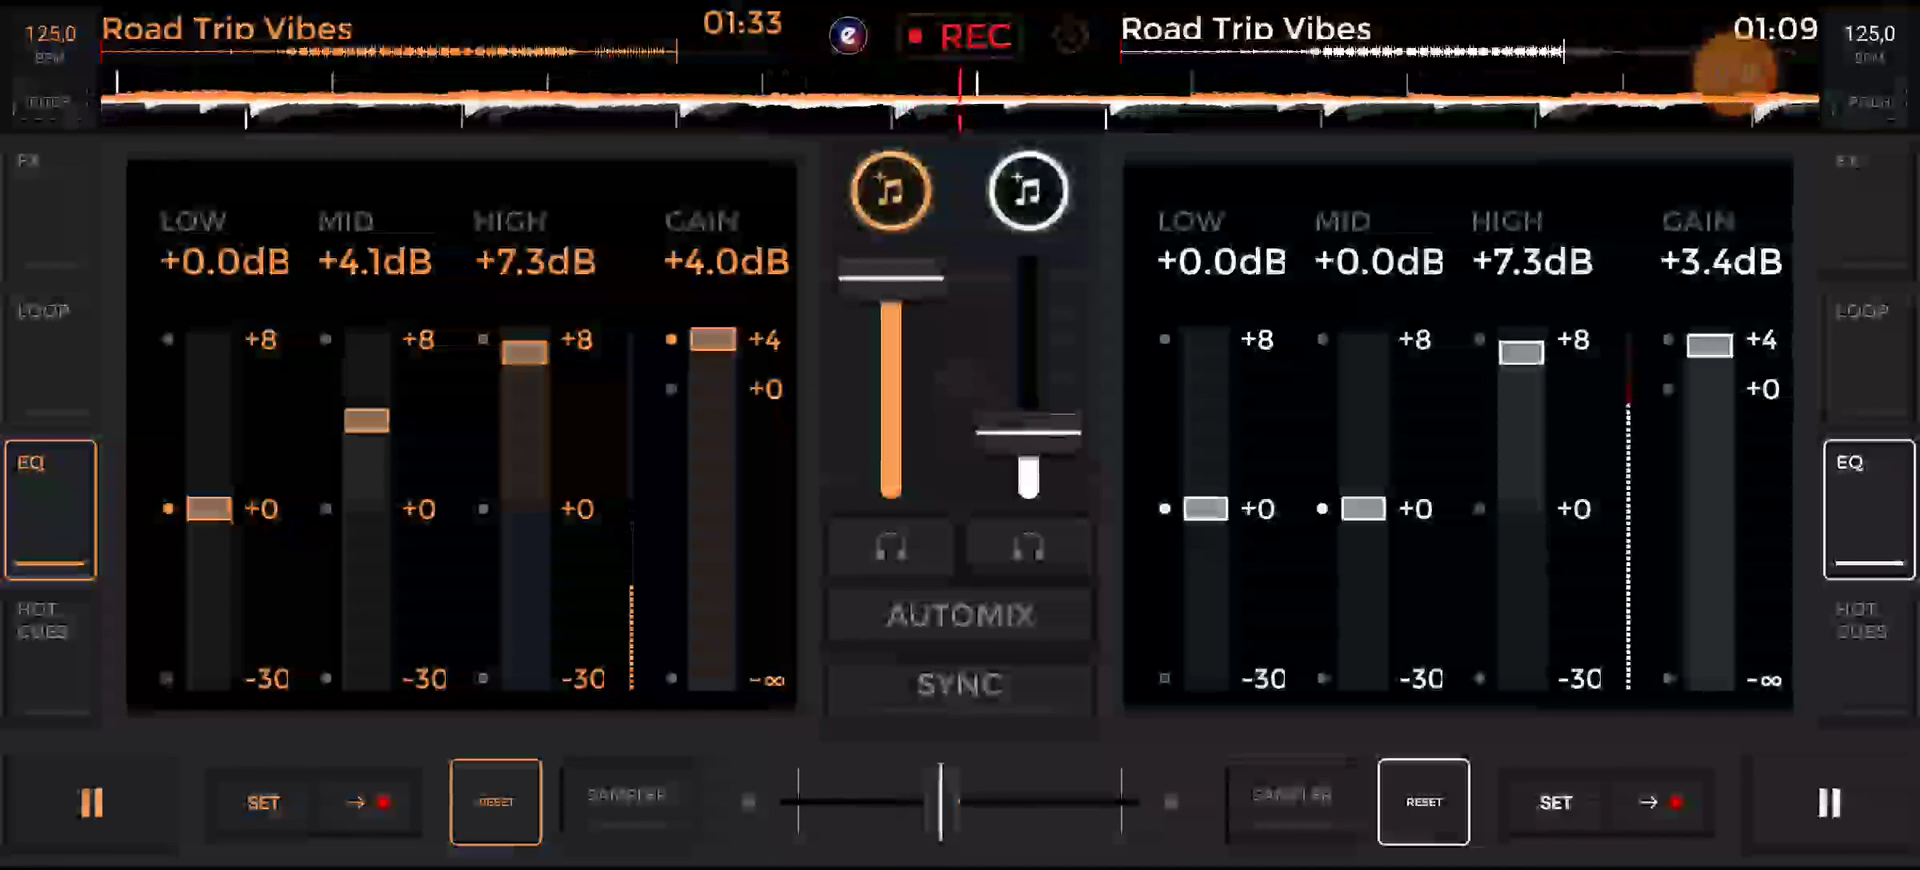 125,0
BPM
Road Trip Vibes
01:33
e
REC
Road Trip Vibes
01:09
125,0
BPM
PITCH
FX
LOW MID HIGH GAIN
+0.0dB +4.1dB +7.3dB +4.0dB
+8 +8 +8 +4
+0
+0 +0 +0
-30 -30 -30 -∞
LOOP
EQ
HOT
CUES
AUTOMIX
SYNC
LOW MID HIGH GAIN
+0.0dB +0.0dB +7.3dB +3.4dB
+8 +8 +8 +4
+0
+0 +0 +0
-30 -30 -30 -∞
FX
LOOP
EQ
HOT
CUES
SET
RESET
SAMPLER
SAMPLER
RESET
SET